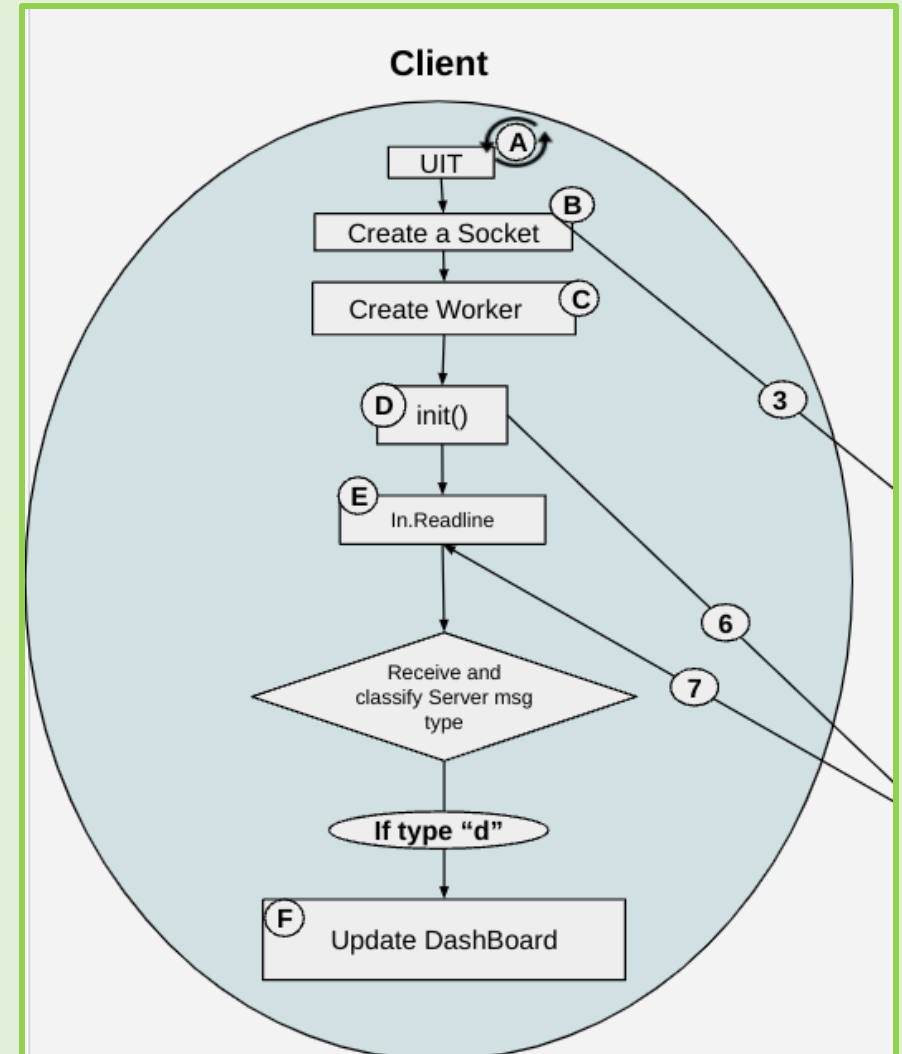 Client
A
UIT
B
Create a Socket
C
Create Worker
3
D
init()
E
In.Readline
6
Receive and
classify Server msg
type
7
If type “d”
F
Update DashBoard